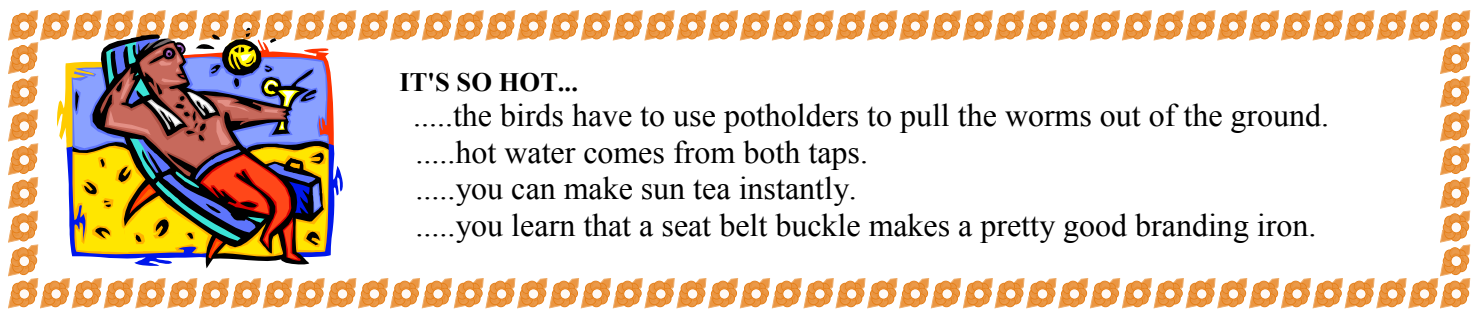 IT'S SO HOT...
.....the birds have to use potholders to pull the worms out of the ground.
.....hot water comes from both taps.
.....you can make sun tea instantly.
.....you learn that a seat belt buckle makes a pretty good branding iron.